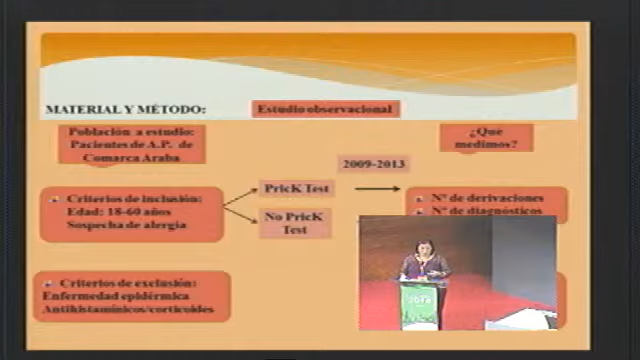 MATERIAL Y MÉTODO:
Estudio observacional
Población a estudio:
Pacientes de A.P. de
Comarca Araba
¿Qué
medimos?
2009-2013
Criterios de inclusión:
Edad: 18-60 años
Sospecha de alergia
PricK Test
No PricK
Test
Nº de derivaciones
Nº de diagnósticos
Criterios de exclusión:
Enfermedad epidérmica
Antihistamínicos/corticoides